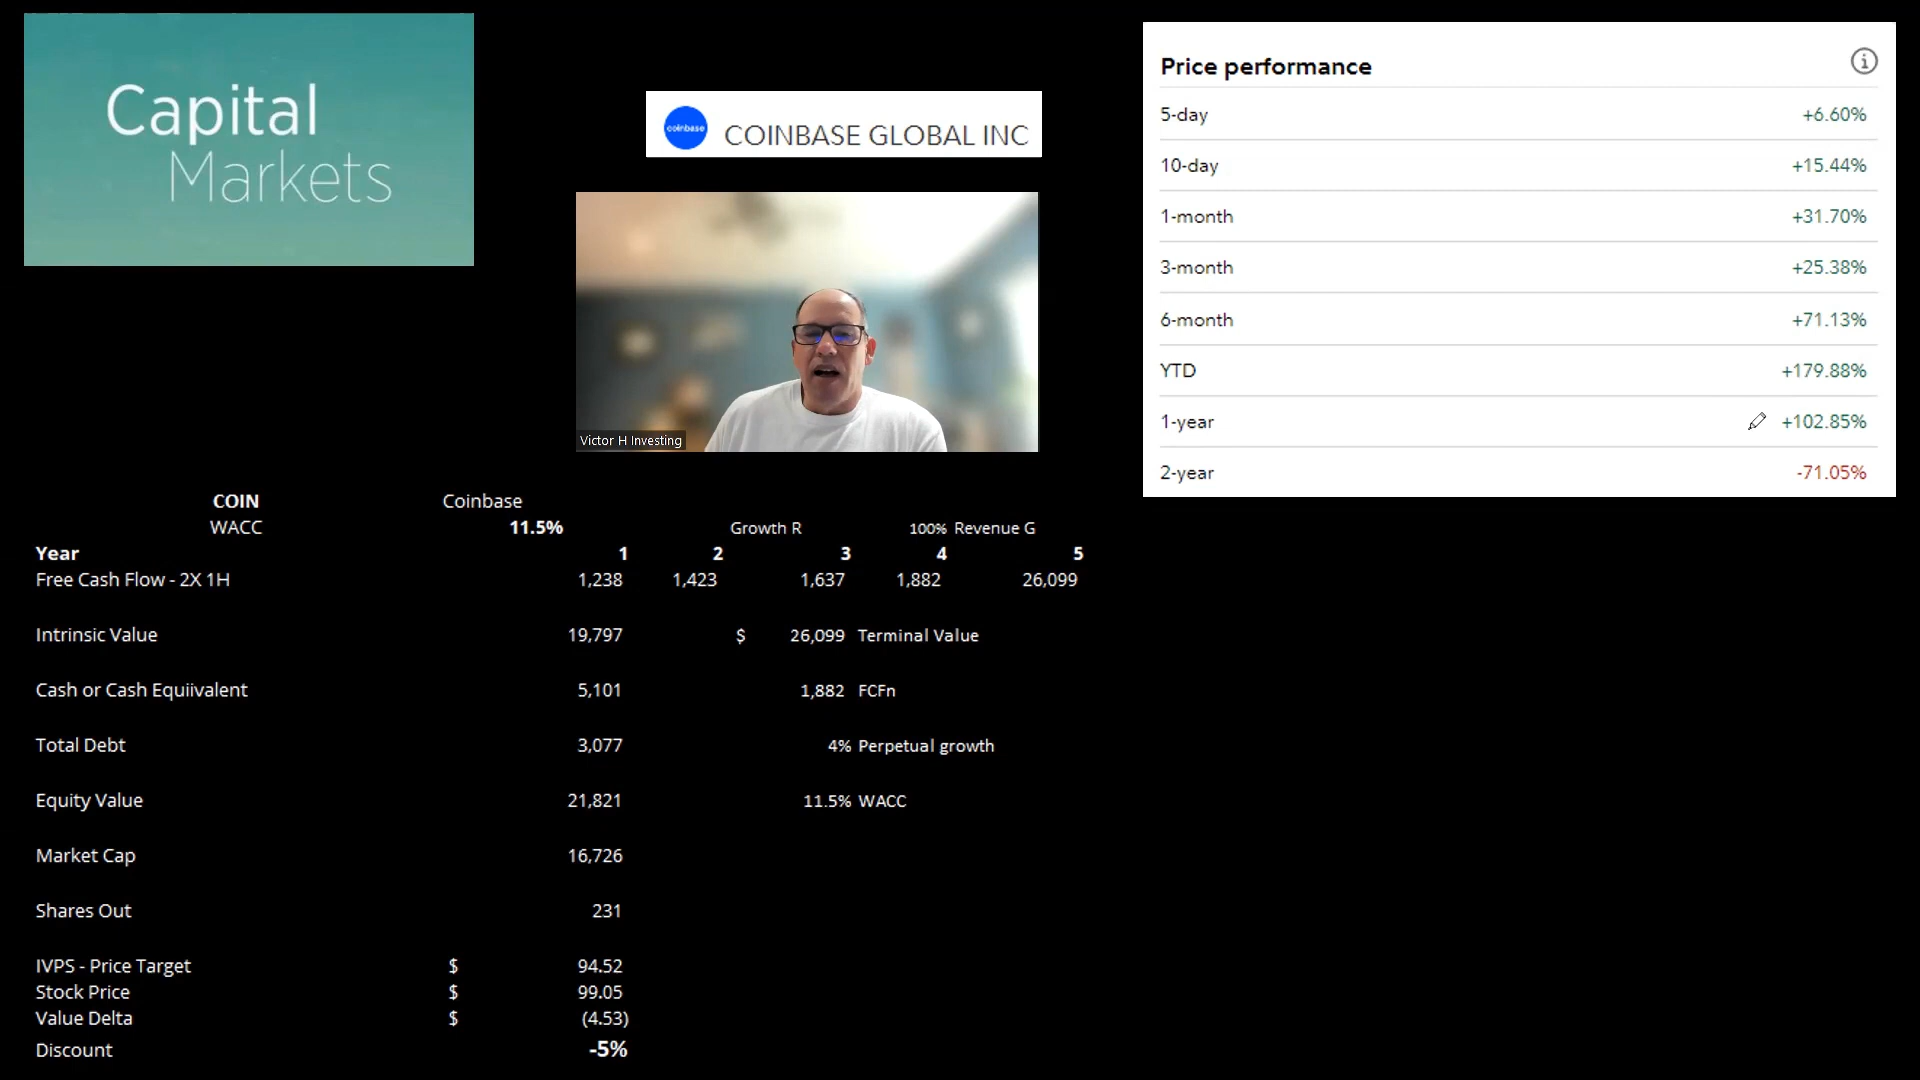 Capital
Markets
coinbase
COINBASE GLOBAL INC
Victor H Investing
Price performance
5-day +6.60%
10-day +15.44%
1-month +31.70%
3-month +25.38%
6-month +71.13%
YTD +179.88%
1-year +102.85%
2-year -71.05%
COIN Coinbase
WACC 11.5% Growth R 100% Revenue G
Year 1 2 3 4 5
Free Cash Flow - 2X 1H 1,238 1,423 1,637 1,882 26,099
Intrinsic Value 19,797 $ 26,099 Terminal Value
Cash or Cash Equiivalent 5,101 1,882 FCFn
Total Debt 3,077 4% Perpetual growth
Equity Value 21,821 11.5% WACC
Market Cap 16,726
Shares Out 231
IVPS - Price Target $ 94.52
Stock Price $ 99.05
Value Delta $ (4.53)
Discount -5%